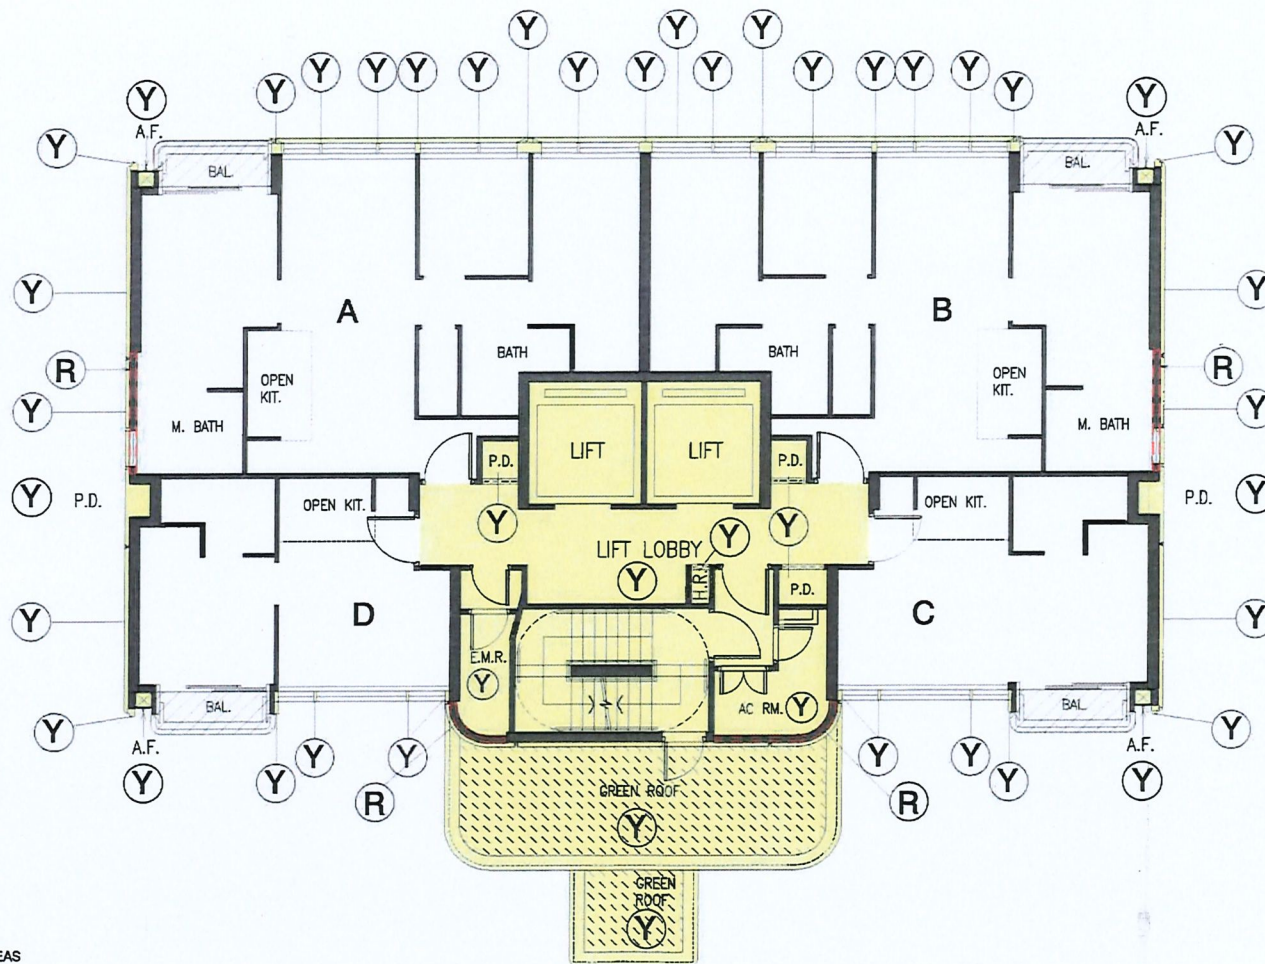 Y
Y Y
Y Y Y Y Y Y Y Y Y Y Y Y
Y Y
A.F. A.F.
Y Y
BAL. BAL.
Y Y
A B
R BATH BATH R
OPEN KIT. OPEN KIT.
Y Y
M. BATH M. BATH
LIFT LIFT
P.D. P.D.
Y P.D. P.D. Y
OPEN KIT. OPEN KIT.
Y Y
LIFT LOBBY Y
Y H.R.
P.D.
Y D C Y
E.M.R.
Y
BAL. AC RM. Y BAL.
Y Y
A.F. A.F.
Y Y Y Y Y Y Y Y
R R
GREEN ROOF
Y
GREEN
ROOF
Y
EAS